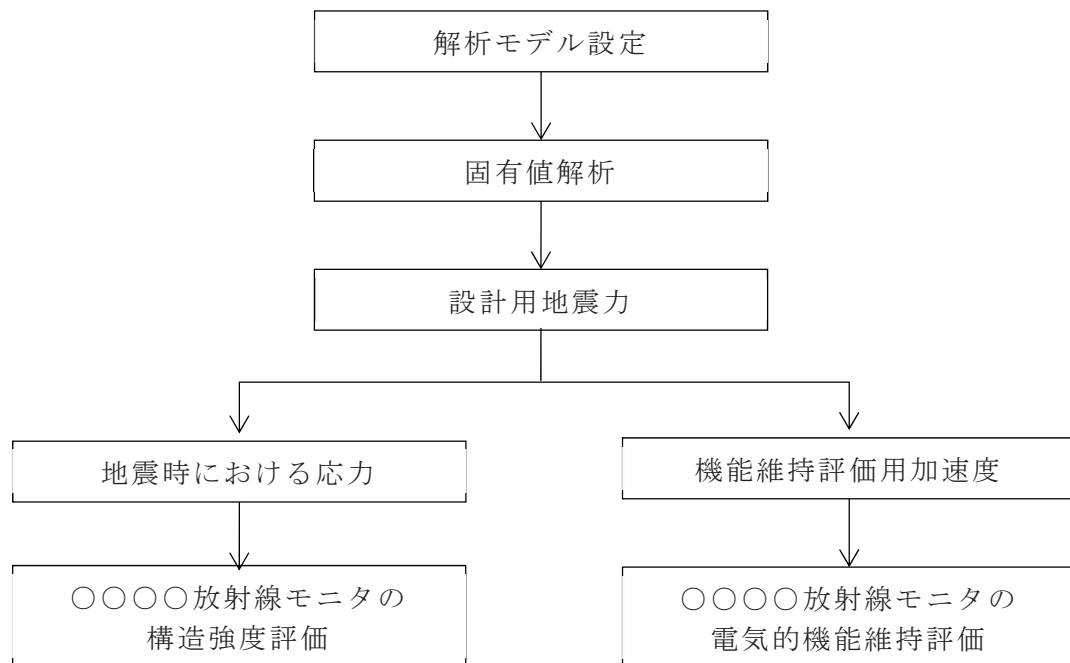 解析モデル設定
固有値解析
設計用地震力
地震時における応力
機能維持評価用加速度
○○○○放射線モニタの
構造強度評価
○○○○放射線モニタの
電気的機能維持評価